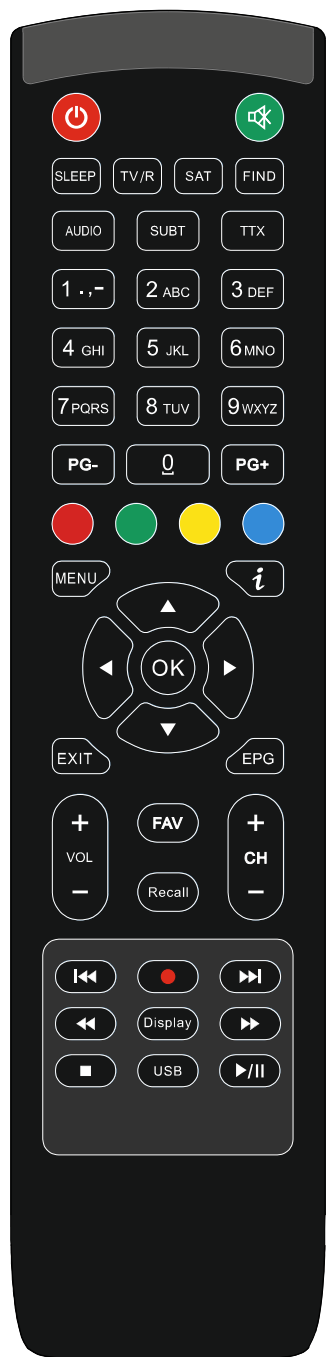 SLEEP TV/R SAT FIND
AUDIO SUBT TTX
1 .,- 2 ABC 3 DEF
4 GHI 5 JKL 6 MNO
7 PQRS 8 TUV 9 WXYZ
PG- 0 PG+
MENU i
OK
EXIT EPG
+ FAV +
VOL CH
- Recall -
Display
USB